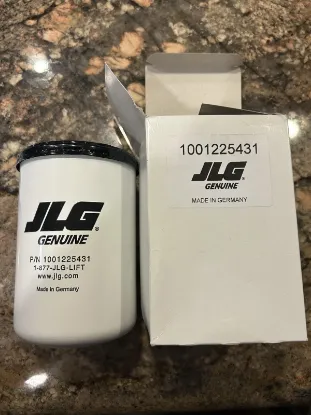 JLG
GENUINE
P/N 1001225431
1-877-JLG-LIFT
www.jlg.com
Made in Germany
1001225431
JLG
GENUINE
MADE IN GERMANY